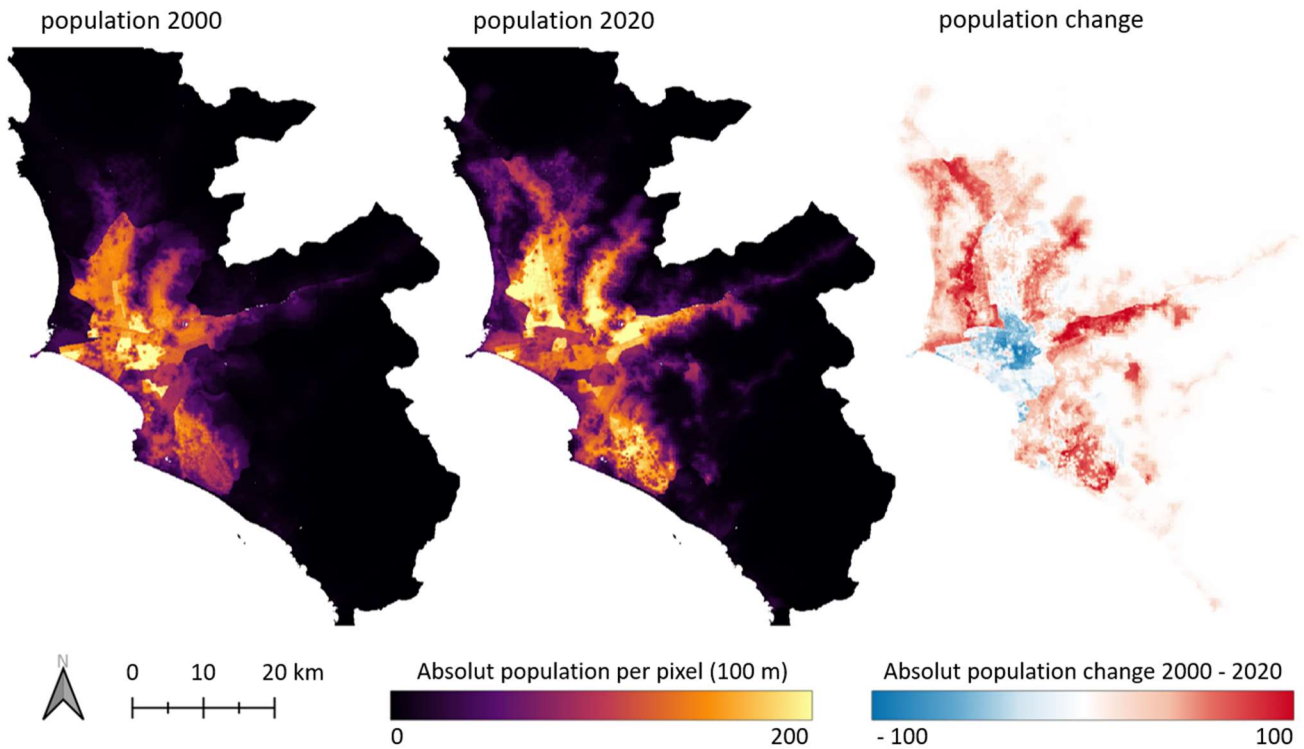 population 2000
population 2020
population change
N
0 10 20 km
Absolut population per pixel (100 m)
0 200
Absolut population change 2000 - 2020
- 100 100